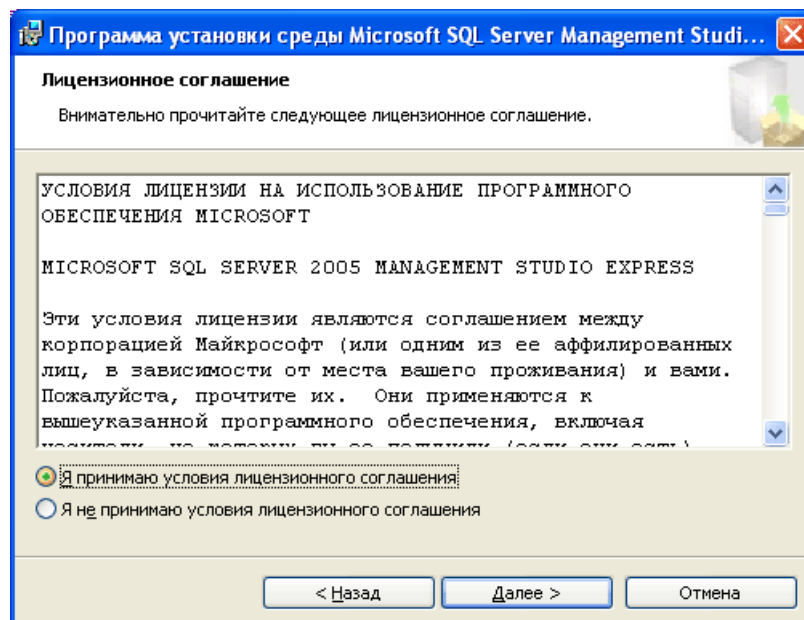 Программа установки среды Microsoft SQL Server Management Studi...
Лицензионное соглашение
Внимательно прочитайте следующее лицензионное соглашение.
УСЛОВИЯ ЛИЦЕНЗИИ НА ИСПОЛЬЗОВАНИЕ ПРОГРАММНОГО
ОБЕСПЕЧЕНИЯ MICROSOFT
MICROSOFT SQL SERVER 2005 MANAGEMENT STUDIO EXPRESS
Эти условия лицензии являются соглашением между
корпорацией Майкрософт (или одним из ее аффилированных
лиц, в зависимости от места вашего проживания) и вами.
Пожалуйста, прочтите их. Они применяются к
вышеуказанной программного обеспечения, включая
Я принимаю условия лицензионного соглашения
Я не принимаю условия лицензионного соглашения
< Назад
Далее >
Отмена